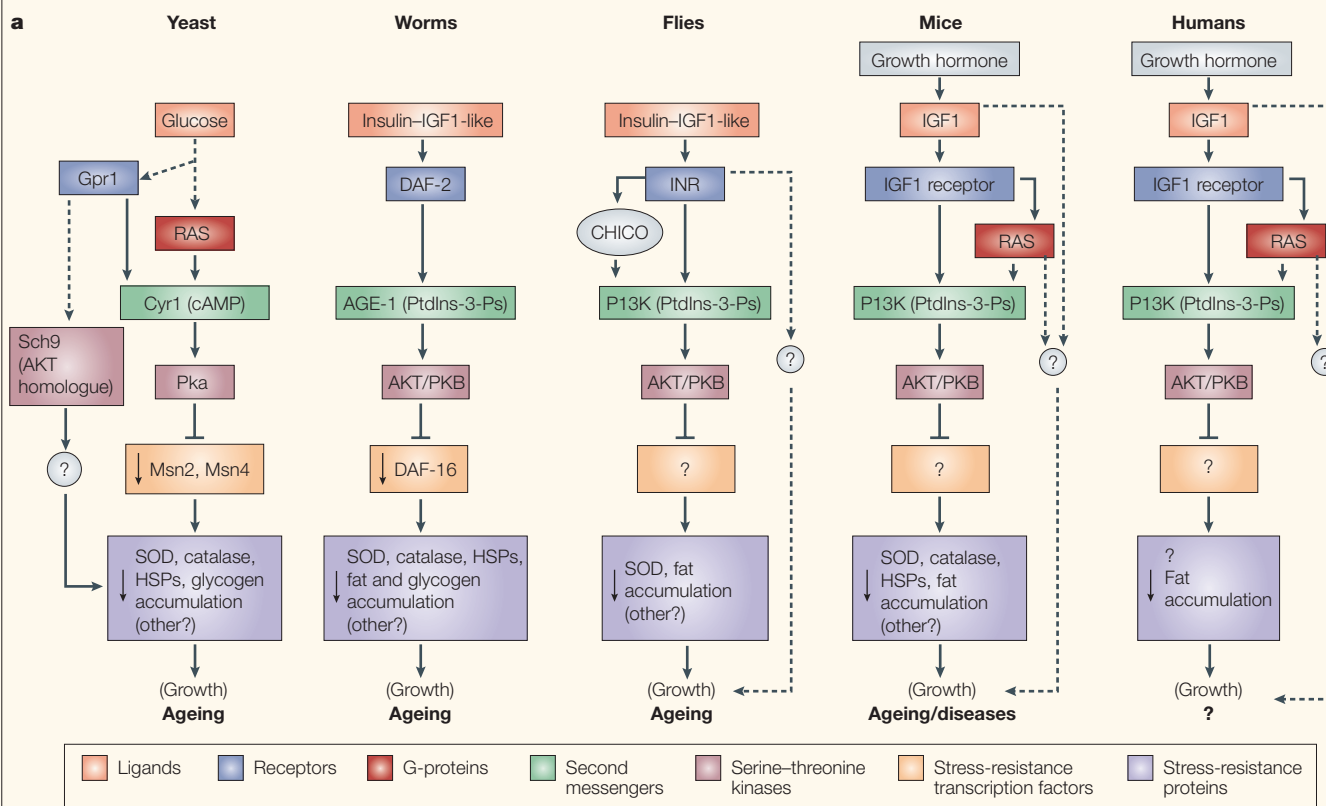 a
Yeast
Worms
Flies
Mice
Humans
Glucose
Gpr1
RAS
Cyr1 (cAMP)
Sch9
(AKT
homologue)
Pka
?
Msn2, Msn4
SOD, catalase,
HSPs, glycogen
accumulation
(other?)
(Growth)
Ageing
Insulin–IGF1-like
DAF-2
AGE-1 (PtdIns-3-Ps)
AKT/PKB
DAF-16
SOD, catalase, HSPs,
fat and glycogen
accumulation
(other?)
(Growth)
Ageing
Insulin–IGF1-like
INR
CHICO
P13K (PtdIns-3-Ps)
?
AKT/PKB
?
SOD, fat
accumulation
(other?)
(Growth)
Ageing
Growth hormone
IGF1
IGF1 receptor
RAS
P13K (PtdIns-3-Ps)
?
AKT/PKB
?
SOD, catalase,
HSPs, fat
accumulation
(other?)
(Growth)
Ageing/diseases
Growth hormone
IGF1
IGF1 receptor
RAS
P13K (PtdIns-3-Ps)
?
AKT/PKB
?
?
Fat
accumulation
(Growth)
?
Ligands
Receptors
G-proteins
Second
messengers
Serine–threonine
kinases
Stress-resistance
transcription factors
Stress-resistance
proteins